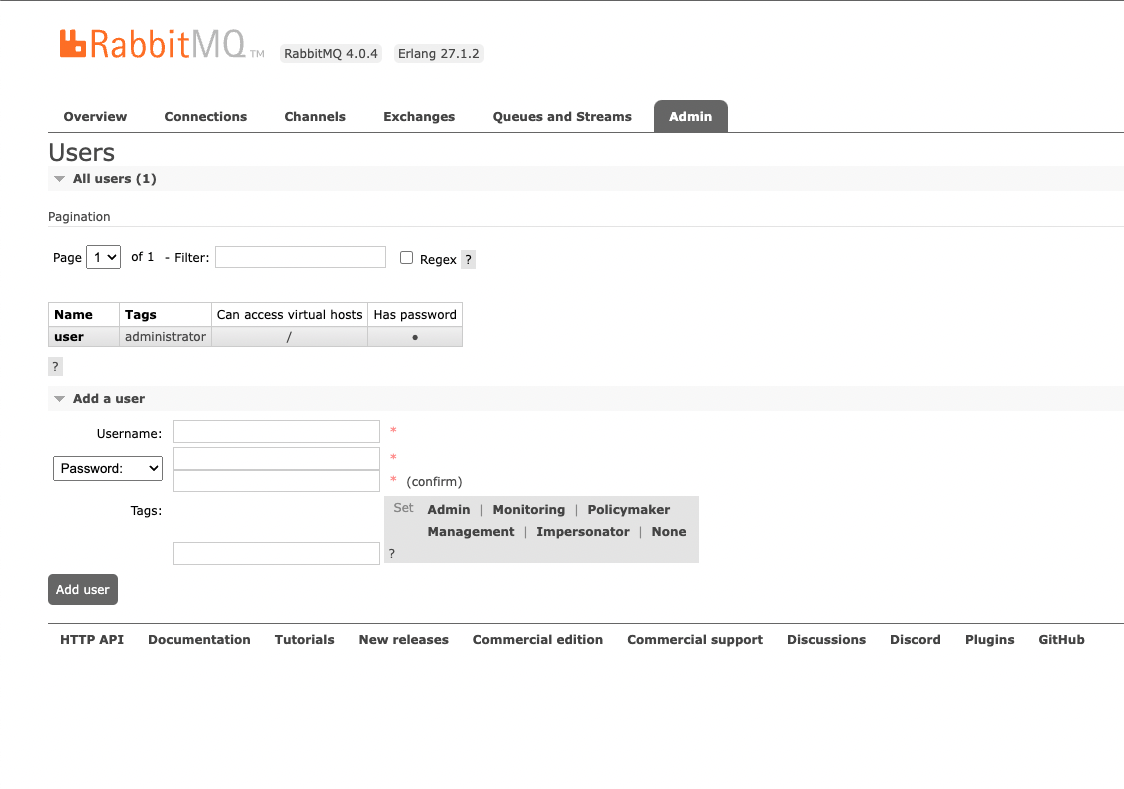 RabbitMQ TM RabbitMQ 4.0.4 Erlang 27.1.2
Overview Connections Channels Exchanges Queues and Streams Admin
Users
All users (1)
Pagination
Page 1 of 1 - Filter: Regex ?
Name Tags Can access virtual hosts Has password
user administrator / •
?
Add a user
Username: *
Password: *
* (confirm)
Tags: Set Admin | Monitoring | Policymaker
Management | Impersonator | None
?
Add user
HTTP API Documentation Tutorials New releases Commercial edition Commercial support Discussions Discord Plugins GitHub